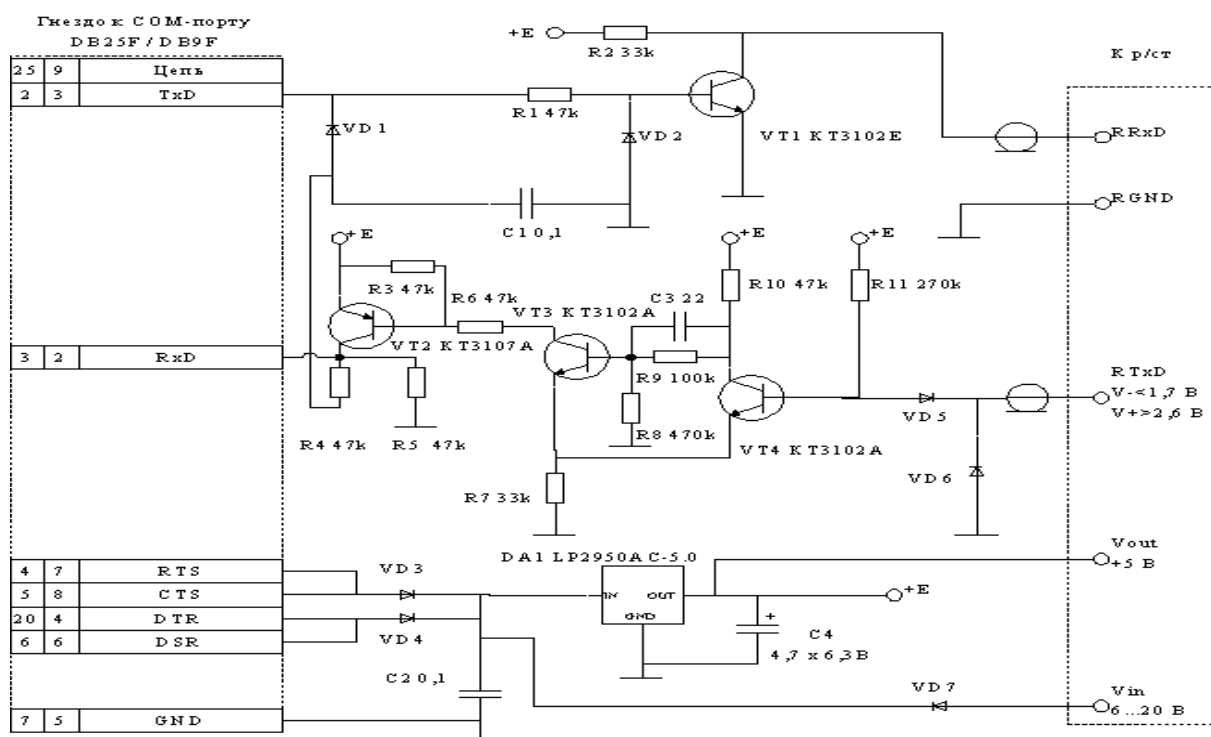 Гнездо к COM-порту
DB25F / DB9F
25 9 Цепь
2 3 TxD
+E
R2 33k
К р/ст
R1 47k
VD1
VD2
VT1 KT3102E
RRxD
RGND
C1 0,1
+E
+E
+E
R3 47k
R6 47k
VT3 KT3102A
C3 22
R10 47k
R11 270k
VT2 KT3107A
3 2 RxD
R9 100k
RTxD
V-<1,7 В
V+>2,6 В
VD5
R4 47k
R5 47k
R8 470k
VT4 KT3102A
VD6
R7 33k
DA1 LP2950AC-5.0
Vout
+5 В
4 7 RTS
VD3
5 8 CTS
IN
OUT
GND
+E
20 4 DTR
6 6 DSR
VD4
+
C4
4,7 x 6,3В
C2 0,1
VD7
Vin
6...20 В
7 5 GND